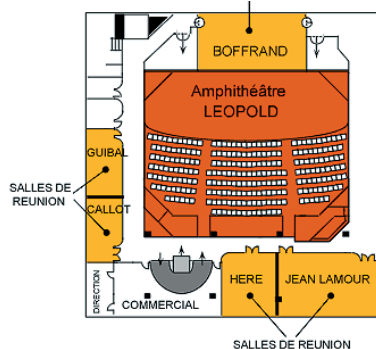 BOFFRAND
Amphithéâtre
LEOPOLD
GUIBAL
SALLES DE
REUNION
CALLOT
DIRECTION
COMMERCIAL
HERE
JEAN LAMOUR
SALLES DE REUNION